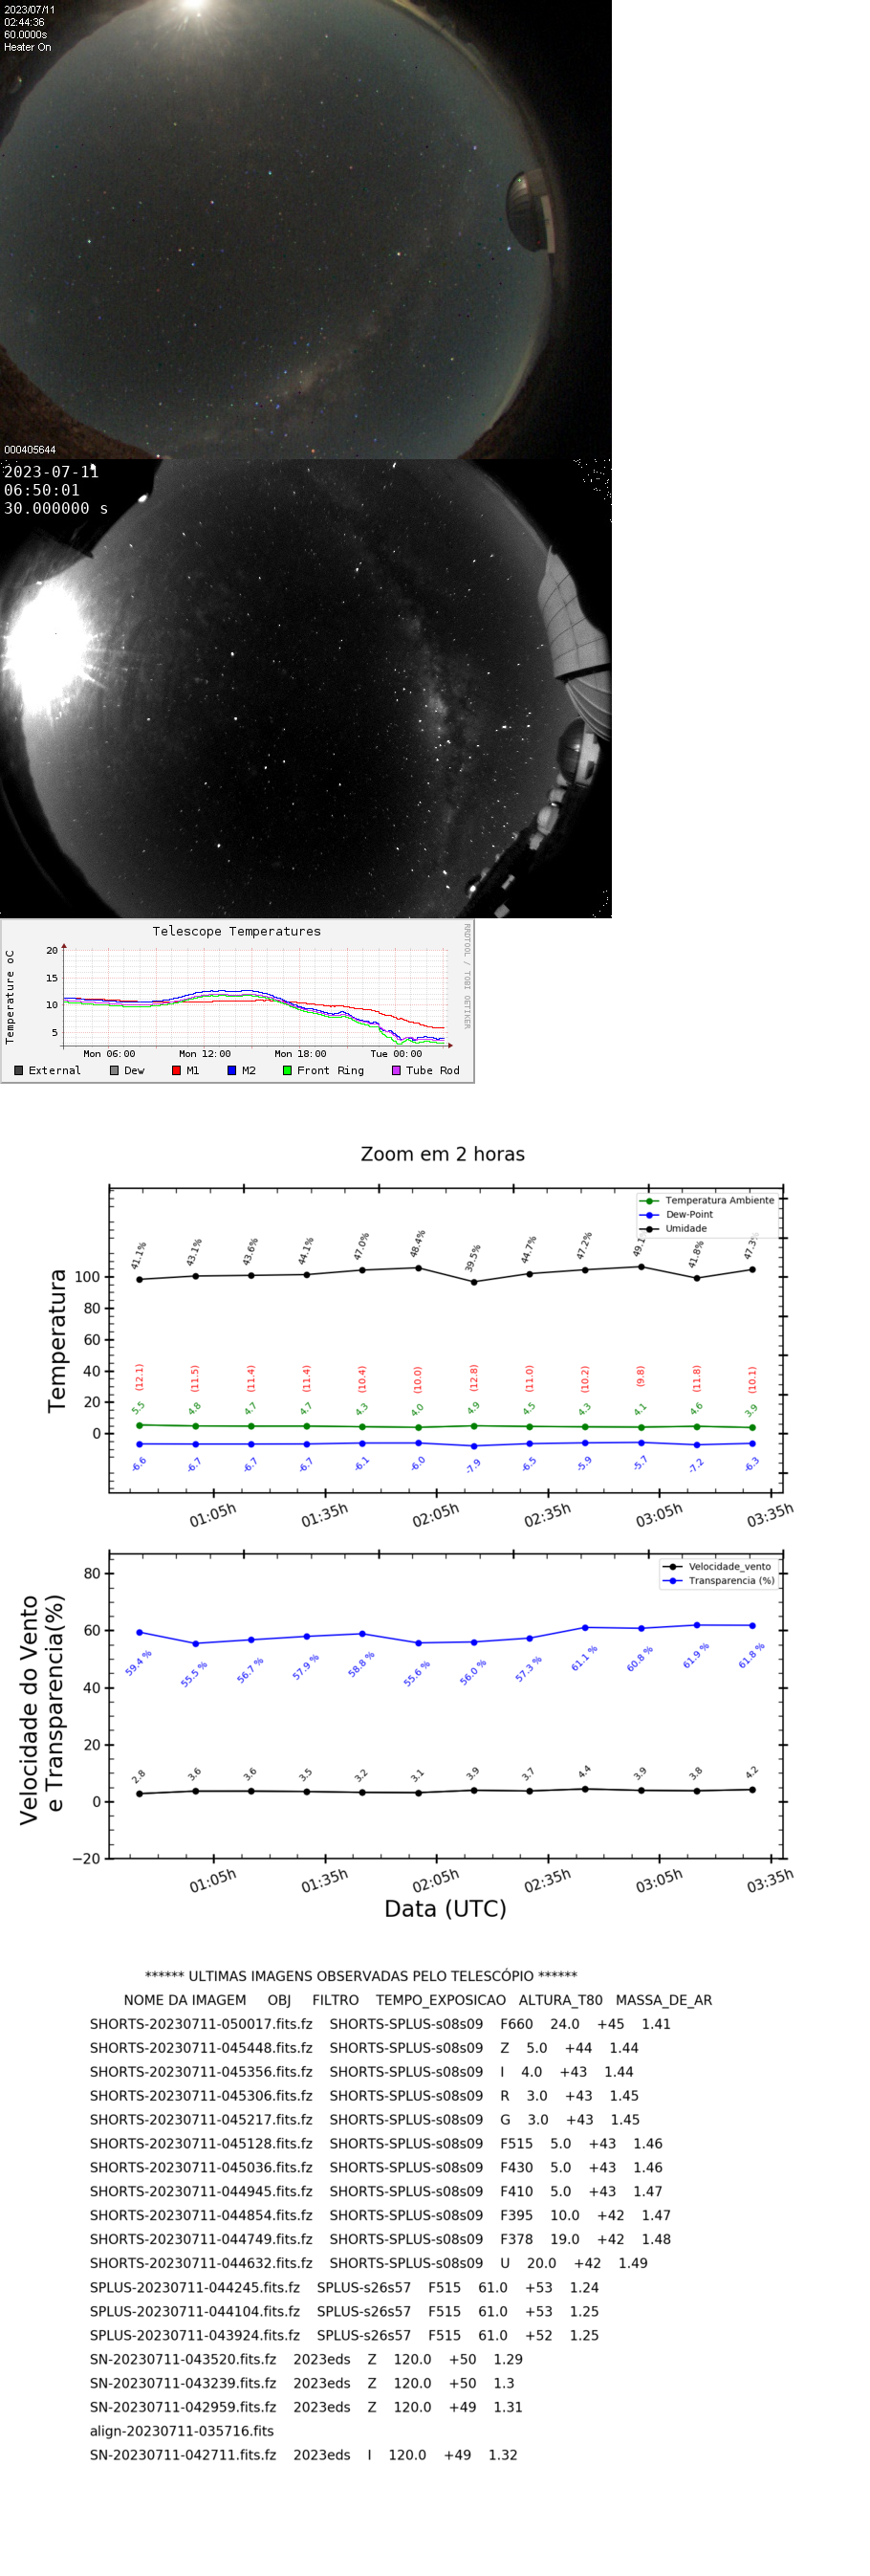 2023/07/11
02:44:36
60.0000s
Heater On
000405644
2023-07-11
06:50:01
30.000000 s
Telescope Temperatures
RRDTOOL / TOBI OETIKER
Temperature oC
20
15
10
5
Mon 06:00 Mon 12:00 Mon 18:00 Tue 00:00
External Dew M1 M2 Front Ring Tube Rod
Zoom em 2 horas
Temperatura Ambiente
Dew-Point
Umidade
Temperatura
100
80
60
40
20
0
41.1% 43.1% 43.6% 44.1% 47.0% 48.4% 39.5% 44.7% 47.2% 49.1 41.8% 47.3%
(12.1) (11.5) (11.4) (11.4) (10.4) (10.0) (12.8) (11.0) (10.2) (9.8) (11.8) (10.1)
5.5 4.8 4.7 4.7 4.3 4.0 4.9 4.5 4.3 4.1 4.6 3.9
-6.6 -6.7 -6.7 -6.7 -6.1 -6.0 -7.9 -6.5 -5.9 -5.7 -7.2 -6.3
01:05h 01:35h 02:05h 02:35h 03:05h 03:35h
Velocidade_vento
Transparencia (%)
Velocidade do Vento
e Transparencia(%)
80
60
40
20
0
−20
59.4 % 55.5 % 56.7 % 57.9 % 58.8 % 55.6 % 56.0 % 57.3 % 61.1 % 60.8 % 61.9 % 61.8 %
2.8 3.6 3.6 3.5 3.2 3.1 3.9 3.7 4.4 3.9 3.8 4.2
01:05h 01:35h 02:05h 02:35h 03:05h 03:35h
Data (UTC)
****** ULTIMAS IMAGENS OBSERVADAS PELO TELESCÓPIO ******
NOME DA IMAGEM OBJ FILTRO TEMPO_EXPOSICAO ALTURA_T80 MASSA_DE_AR
SHORTS-20230711-050017.fits.fz SHORTS-SPLUS-s08s09 F660 24.0 +45 1.41
SHORTS-20230711-045448.fits.fz SHORTS-SPLUS-s08s09 Z 5.0 +44 1.44
SHORTS-20230711-045356.fits.fz SHORTS-SPLUS-s08s09 I 4.0 +43 1.44
SHORTS-20230711-045306.fits.fz SHORTS-SPLUS-s08s09 R 3.0 +43 1.45
SHORTS-20230711-045217.fits.fz SHORTS-SPLUS-s08s09 G 3.0 +43 1.45
SHORTS-20230711-045128.fits.fz SHORTS-SPLUS-s08s09 F515 5.0 +43 1.46
SHORTS-20230711-045036.fits.fz SHORTS-SPLUS-s08s09 F430 5.0 +43 1.46
SHORTS-20230711-044945.fits.fz SHORTS-SPLUS-s08s09 F410 5.0 +43 1.47
SHORTS-20230711-044854.fits.fz SHORTS-SPLUS-s08s09 F395 10.0 +42 1.47
SHORTS-20230711-044749.fits.fz SHORTS-SPLUS-s08s09 F378 19.0 +42 1.48
SHORTS-20230711-044632.fits.fz SHORTS-SPLUS-s08s09 U 20.0 +42 1.49
SPLUS-20230711-044245.fits.fz SPLUS-s26s57 F515 61.0 +53 1.24
SPLUS-20230711-044104.fits.fz SPLUS-s26s57 F515 61.0 +53 1.25
SPLUS-20230711-043924.fits.fz SPLUS-s26s57 F515 61.0 +52 1.25
SN-20230711-043520.fits.fz 2023eds Z 120.0 +50 1.29
SN-20230711-043239.fits.fz 2023eds Z 120.0 +50 1.3
SN-20230711-042959.fits.fz 2023eds Z 120.0 +49 1.31
align-20230711-035716.fits
SN-20230711-042711.fits.fz 2023eds I 120.0 +49 1.32